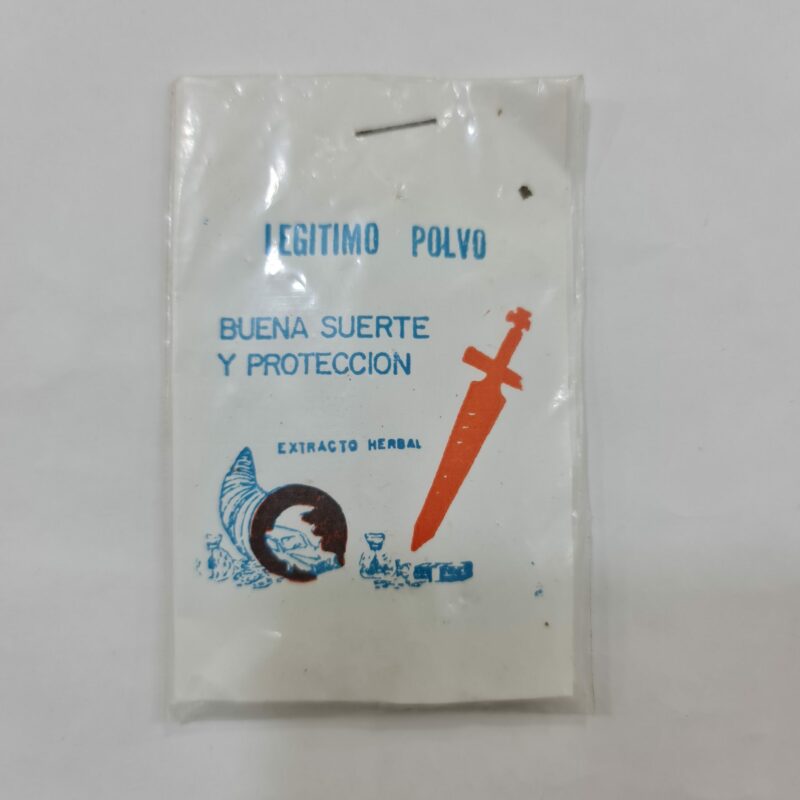 LEGITIMO POLVO
BUENA SUERTE
Y PROTECCION
EXTRACTO HERBAL